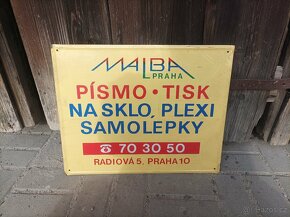 MALBA
PRAHA
PÍSMO • TISK
NA SKLO, PLEXI
SAMOLEPKY
☎ 70 30 50
RADIOVÁ 5, PRAHA 10